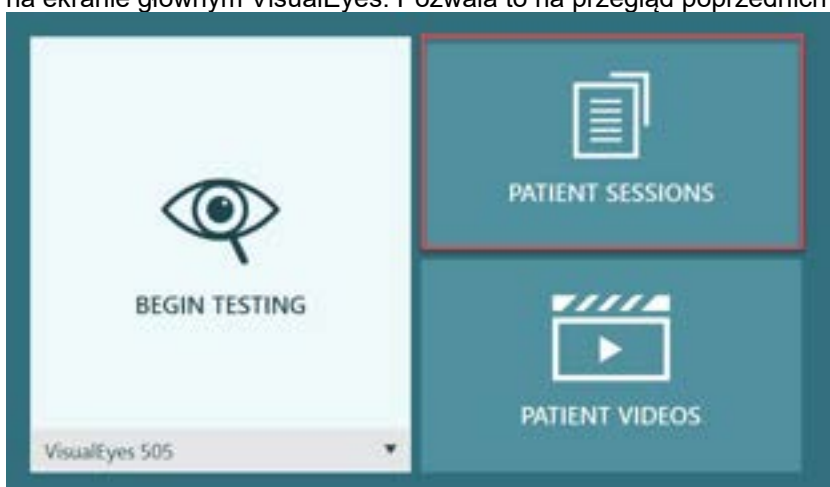 na ekranie głównym VisualEyes. Pozwala to na przegląd poprzednich
PATIENT SESSIONS
BEGIN TESTING
PATIENT VIDEOS
VisualEyes 505